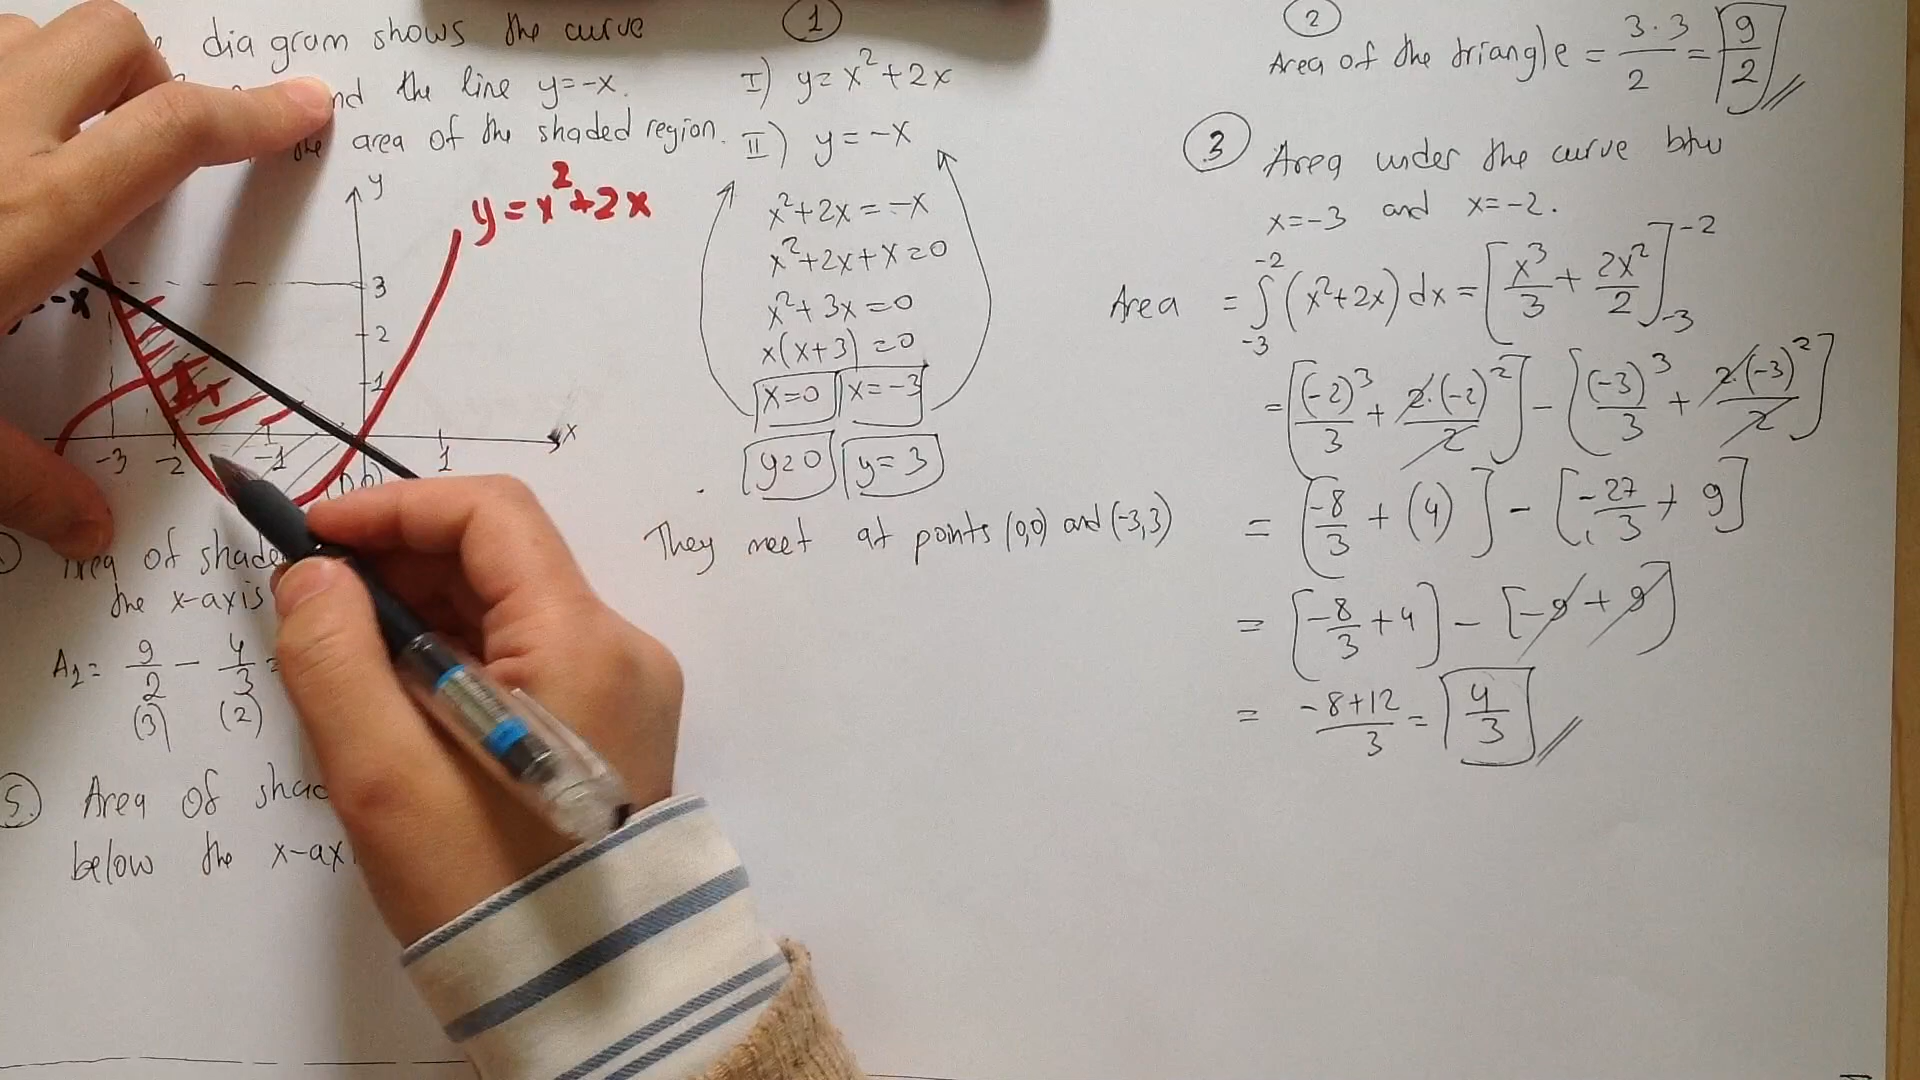 diagram shows the curve
nd the line y=-x.
the area of the shaded region.
y = x²+2x
y
3
2
1
-x
A₁
-3 -2 -1 1 x
Area of shade
the x-axis
A₁= 9/2 - 4/3 =
(3) (2)
5. Area of shad
below the x-ax
1
I) y= x²+2x
II) y=-x
x²+2x=-x
x²+2x+x=0
x²+3x=0
x(x+3)=0
x=0 x=-3
y=0 y=3
They meet at points (0,0) and (-3,3)
2
Area of the triangle = 3·3/2 = 9/2
3 Area under the curve btw
x=-3 and x=-2.
Area = ∫₋₃⁻² (x²+2x)dx = [x³/3 + 2x²/2]₋₃⁻²
= [(-2)³/3 + 2·(-2)²/2] - [(-3)³/3 + 2·(-3)²/2]
= [-8/3 + (4)] - [-27/3 + 9]
= [-8/3 + 4] - [-9+9]
= -8+12/3 = 4/3